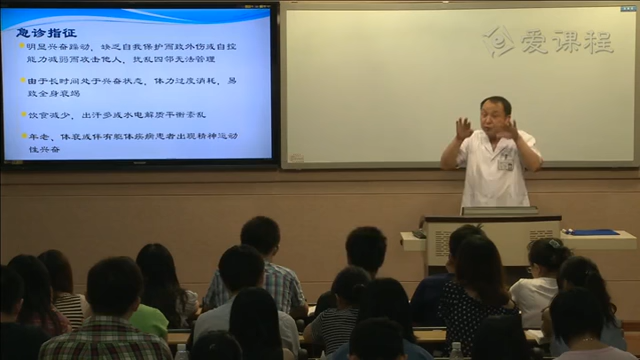 急诊指征
明显兴奋躁动，缺乏自我保护而致外伤或自控
能力减弱而攻击他人，扰乱四邻无法管理
由于长时间处于兴奋状态，体力过度消耗，易
致全身衰竭
饮食减少，出汗多或水电解质平衡紊乱
年老、体衰或伴有躯体疾病患者出现精神运动
性兴奋
爱课程